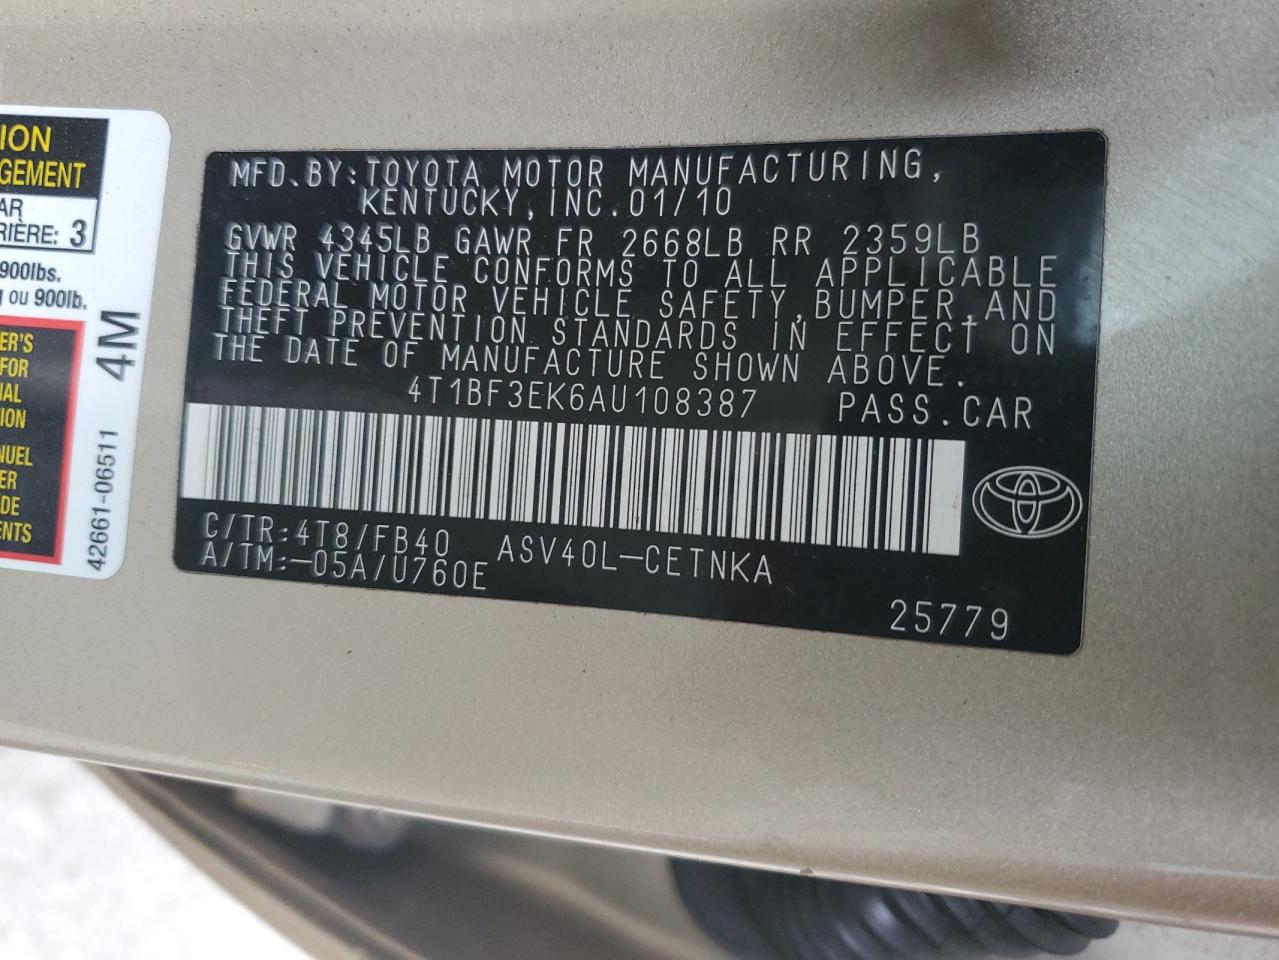 ION
GEMENT
AR
RIÈRE: 3
900lbs.
ou 900lb.
ER'S
FOR
NAL
TION
NUEL
ER
DE
ENTS
42661-06511 4M
MFD. BY: TOYOTA MOTOR MANUFACTURING,
KENTUCKY, INC. 01/10
GVWR 4345LB GAWR FR 2668LB RR 2359LB
THIS VEHICLE CONFORMS TO ALL APPLICABLE
FEDERAL MOTOR VEHICLE SAFETY, BUMPER, AND
THEFT PREVENTION STANDARDS IN EFFECT ON
THE DATE OF MANUFACTURE SHOWN ABOVE.
4T1BF3EK6AU108387 PASS. CAR
C/TR: 4T8/FB40 ASV40L-CETNKA
A/TM: -05A/U760E
25779